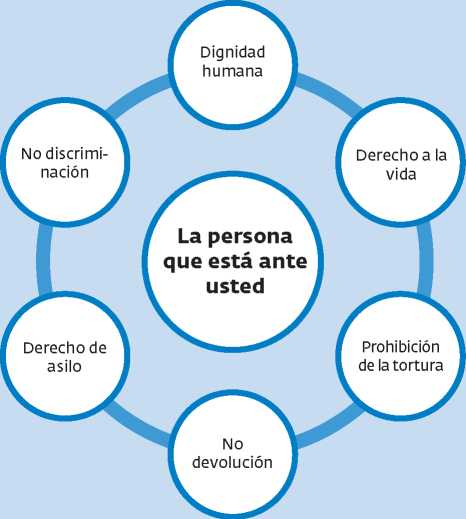 Dignidad
humana
No discrimi-
nación
Derecho a la
vida
La persona
que está ante
usted
Derecho de
asilo
Prohibición
de la tortura
No
devolución